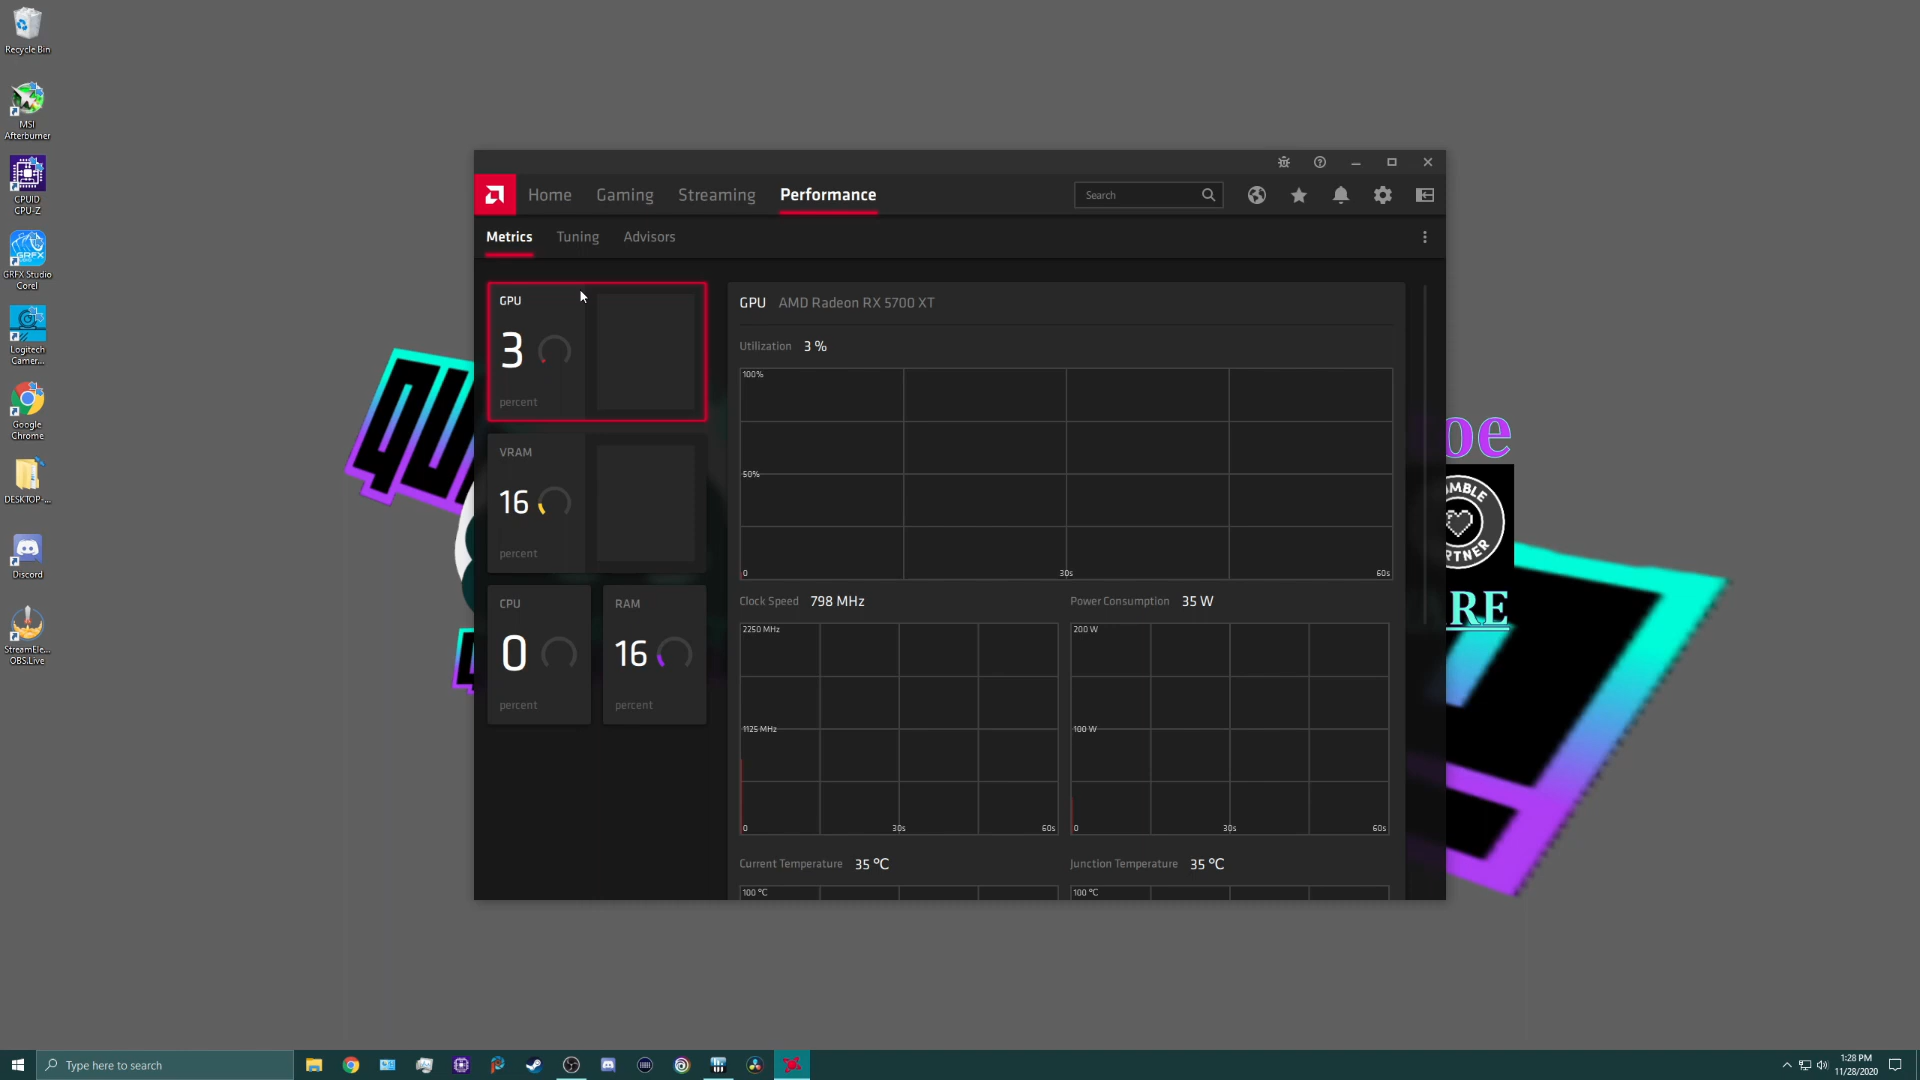 Recycle Bin
MSI
Afterburner
CPUID
CPU-Z
GRFX
GRFX Studio
Corel
Logitech
Camer...
Google
Chrome
DESKTOP-...
Discord
StreamEle...
OBS.Live
Home Gaming Streaming Performance
Search
Metrics Tuning Advisors
GPU
3
percent
VRAM
16
percent
CPU
0
percent
RAM
16
percent
GPU AMD Radeon RX 5700 XT
Utilization 3 %
100%
50%
0 30s 60s
Clock Speed 798 MHz
2250 MHz
1125 MHz
0 30s 60s
Power Consumption 35 W
200 W
100 W
0 30s 60s
Current Temperature 35 °C
100 °C
Junction Temperature 35 °C
100 °C
oe
RE
Type here to search
1:28 PM
11/28/2020